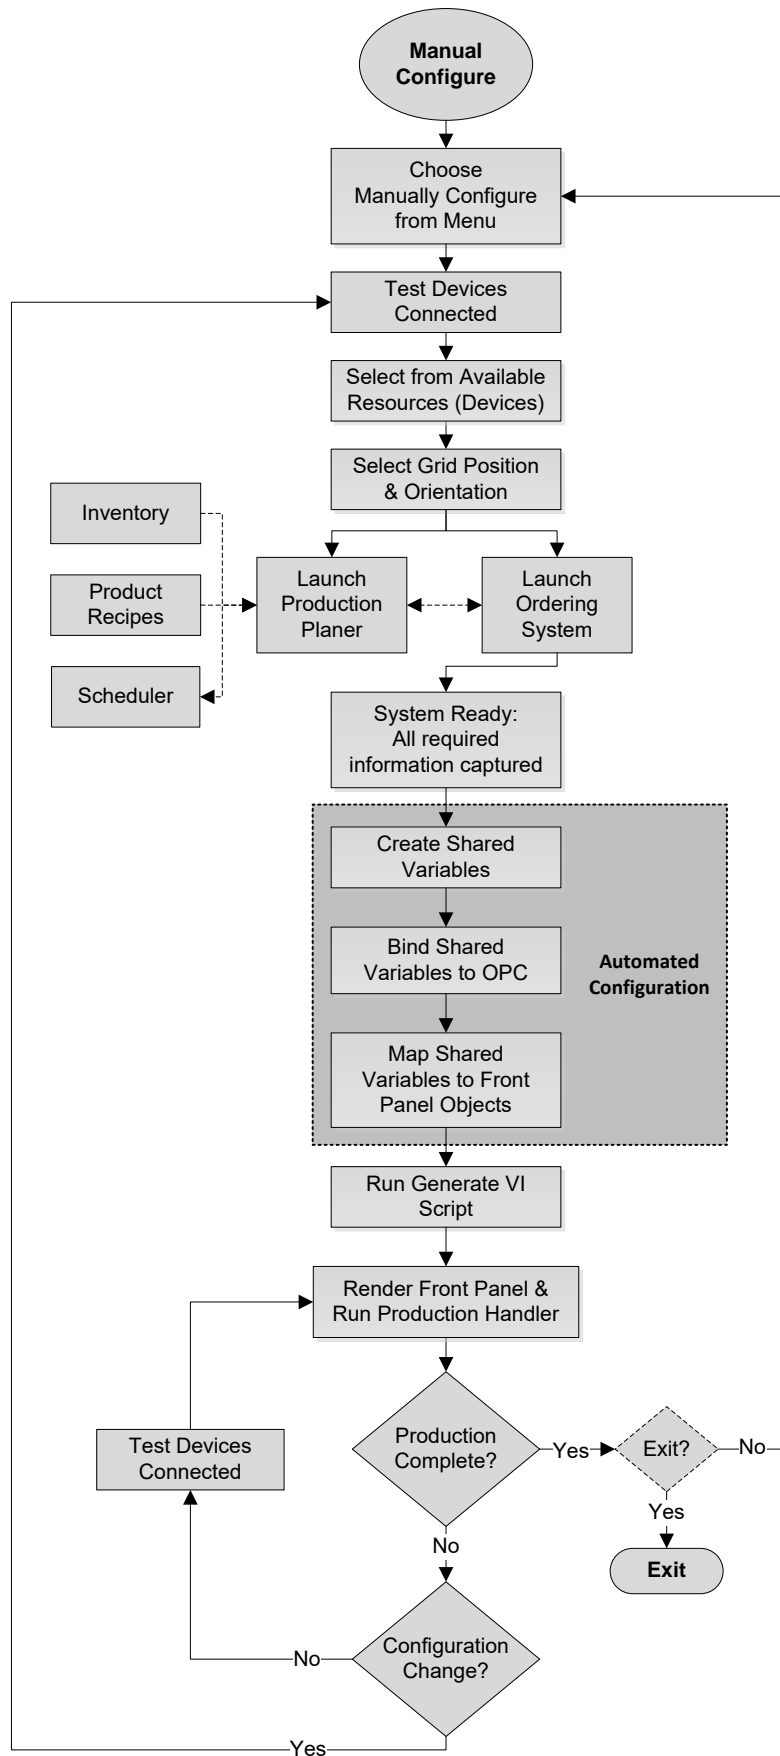 Manual
Configure
Choose
Manually Configure
from Menu
Test Devices
Connected
Select from Available
Resources (Devices)
Select Grid Position
& Orientation
Inventory
Product
Recipes
Scheduler
Launch
Production
Planer
Launch
Ordering
System
System Ready:
All required
information captured
Create Shared
Variables
Bind Shared
Variables to OPC
Map Shared
Variables to Front
Panel Objects
Automated
Configuration
Run Generate VI
Script
Render Front Panel &
Run Production Handler
Test Devices
Connected
Production
Complete?
Yes
Exit?
No
Yes
Exit
No
Configuration
Change?
No
Yes